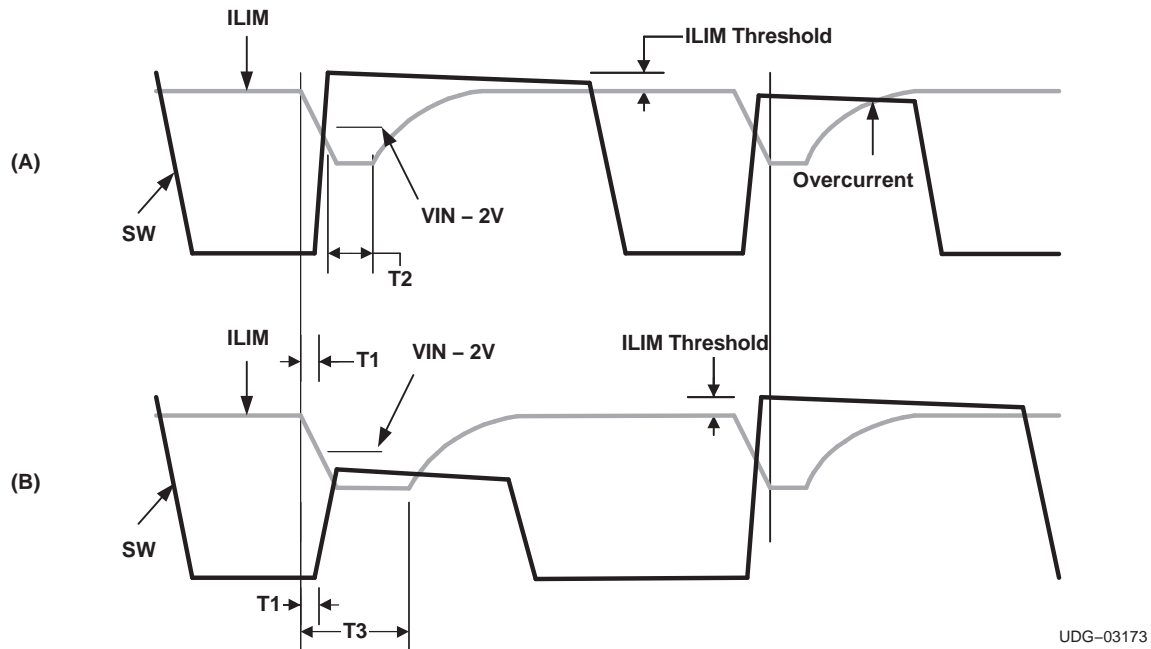 ILIM
ILIM Threshold
(A)
Overcurrent
VIN – 2V
SW
T2
ILIM
T1
VIN – 2V
ILIM Threshold
(B)
SW
T1
T3
UDG–03173